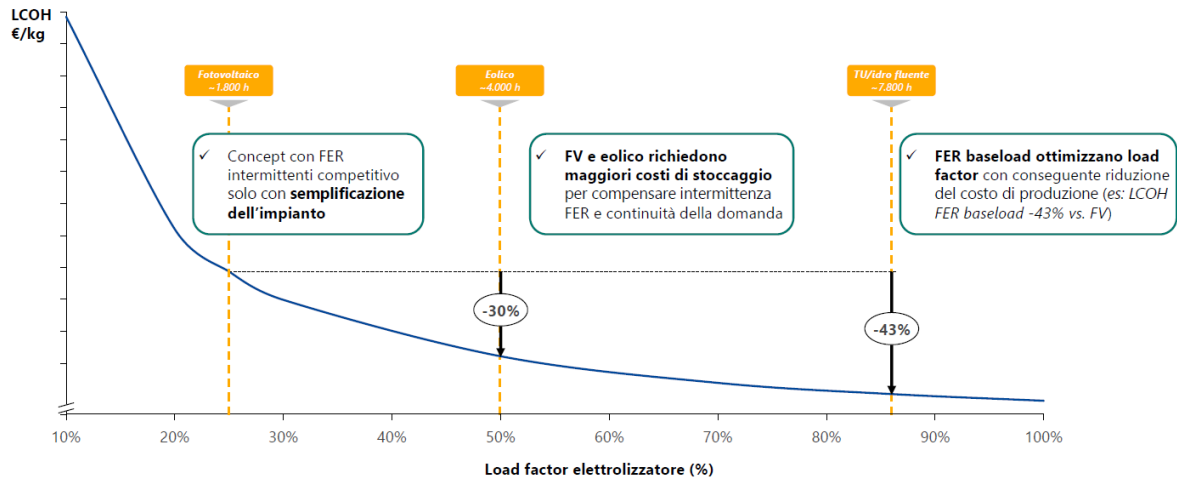 LCOH
€/kg
Fotovoltaico
~1.800 h
Eolico
~4.000 h
TU/idro fluente
~7.800 h
✓ Concept con FER
intermittenti competitivo
solo con semplificazione
dell'impianto
✓ FV e eolico richiedono
maggiori costi di stoccaggio
per compensare intermittenza
FER e continuità della domanda
✓ FER baseload ottimizzano load
factor con conseguente riduzione
del costo di produzione (es: LCOH
FER baseload -43% vs. FV)
-30%
-43%
10% 20% 30% 40% 50% 60% 70% 80% 90% 100%
Load factor elettrolizzatore (%)